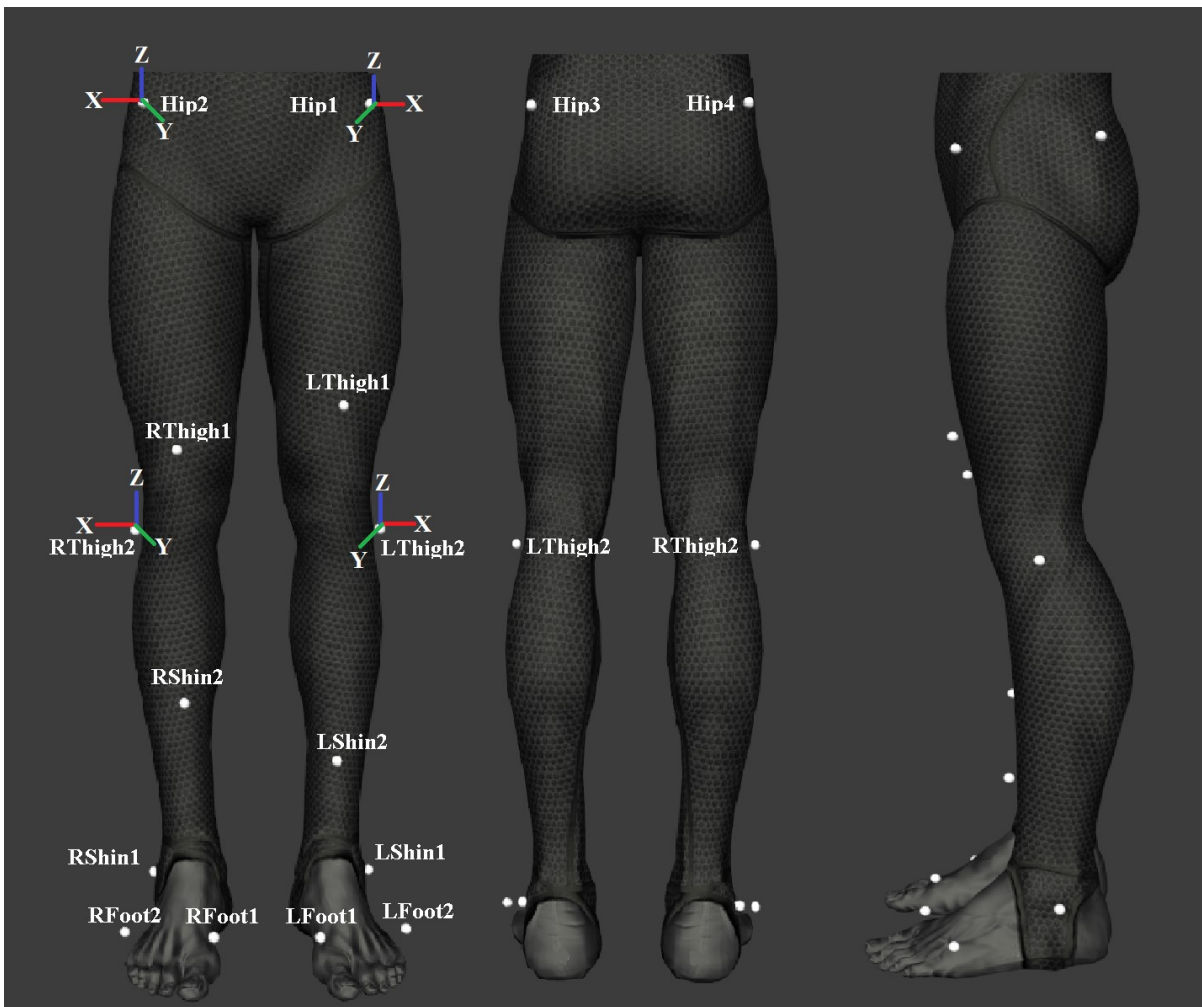 Z
Z
X
Hip2
Hip1
X
Y
Y
Hip3
Hip4
LThigh1
RThigh1
Z
Z
X
X
RThigh2
Y
Y
LThigh2
LThigh2
RThigh2
RShin2
LShin2
RShin1
LShin1
RFoot2
RFoot1
LFoot1
LFoot2